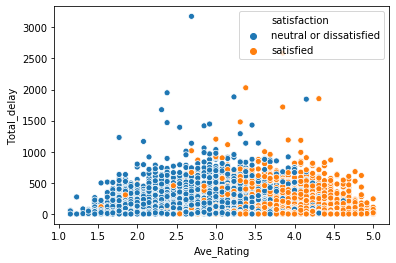 satisfaction
neutral or dissatisfied
satisfied
Total_delay
3000
2500
2000
1500
1000
500
0
1.0 1.5 2.0 2.5 3.0 3.5 4.0 4.5 5.0
Ave_Rating